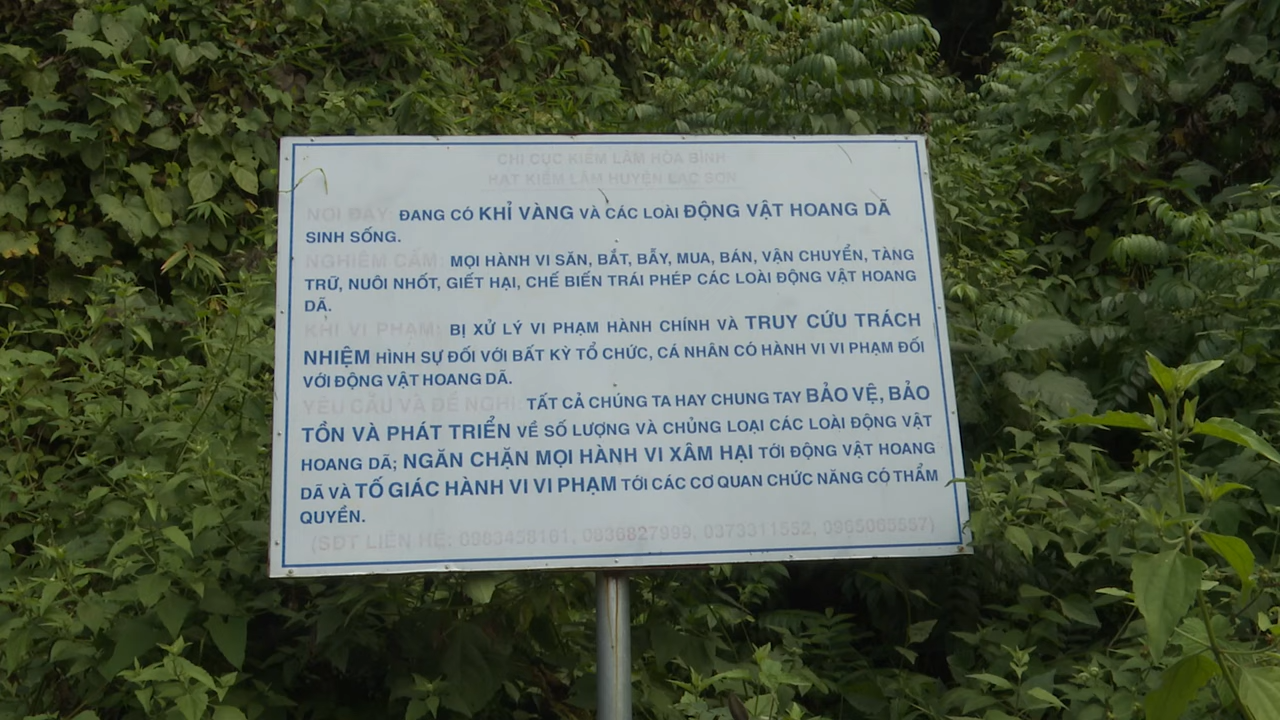 CHI CỤC KIỂM LÂM HÒA BÌNH
HẠT KIỂM LÂM HUYỆN LẠC SƠN
NƠI ĐÂY: ĐANG CÓ KHỈ VÀNG VÀ CÁC LOÀI ĐỘNG VẬT HOANG DÃ
SINH SỐNG.
NGHIÊM CẤM: MỌI HÀNH VI SĂN, BẮT, BẪY, MUA, BÁN, VẬN CHUYỂN, TÀNG
TRỮ, NUÔI NHỐT, GIẾT HẠI, CHẾ BIẾN TRÁI PHÉP CÁC LOÀI ĐỘNG VẬT HOANG
DÃ.
KHI VI PHẠM: BỊ XỬ LÝ VI PHẠM HÀNH CHÍNH VÀ TRUY CỨU TRÁCH
NHIỆM HÌNH SỰ ĐỐI VỚI BẤT KỲ TỔ CHỨC, CÁ NHÂN CÓ HÀNH VI VI PHẠM ĐỐI
VỚI ĐỘNG VẬT HOANG DÃ.
YÊU CẦU VÀ ĐỀ NGHỊ TẤT CẢ CHÚNG TA HAY CHUNG TAY BẢO VỆ, BẢO
TỒN VÀ PHÁT TRIỂN VỀ SỐ LƯỢNG VÀ CHỦNG LOẠI CÁC LOÀI ĐỘNG VẬT
HOANG DÃ; NGĂN CHẶN MỌI HÀNH VI XÂM HẠI TỚI ĐỘNG VẬT HOANG
DÃ VÀ TỐ GIÁC HÀNH VI VI PHẠM TỚI CÁC CƠ QUAN CHỨC NĂNG CÓ THẨM
QUYỀN.
(SĐT LIÊN HỆ: